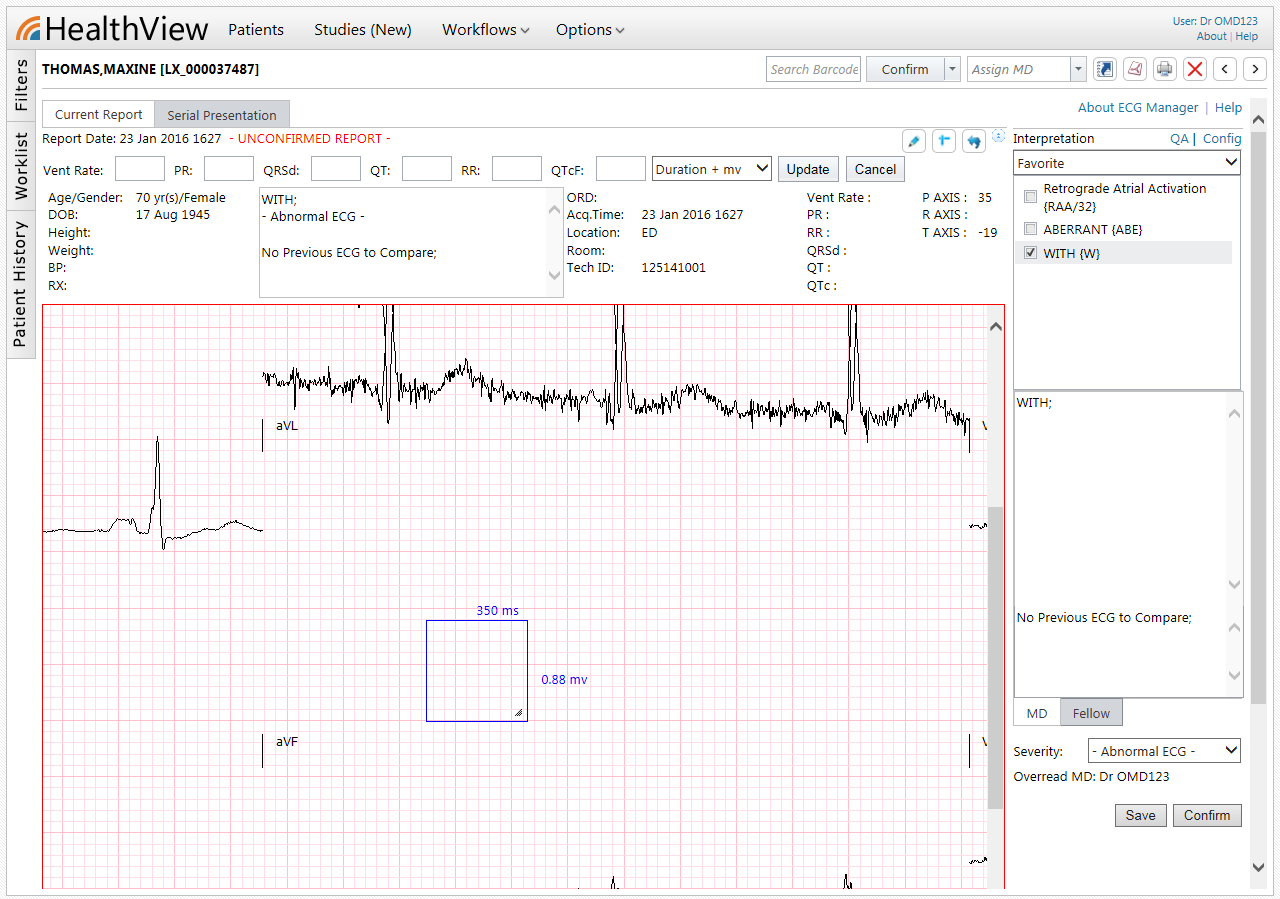 HealthView
Patients
Studies (New)
Workflows
Options
User: Dr OMD123
About | Help
Filters
Worklist
Patient History
THOMAS,MAXINE [LX_000037487]
Search Barcode
Confirm
Assign MD
Current Report
Serial Presentation
About ECG Manager | Help
Report Date: 23 Jan 2016 1627 - UNCONFIRMED REPORT -
Vent Rate:
PR:
QRSd:
QT:
RR:
QTcF:
Duration + mv
Update
Cancel
Age/Gender: 70 yr(s)/Female
DOB: 17 Aug 1945
Height:
Weight:
BP:
RX:
WITH;
- Abnormal ECG -
No Previous ECG to Compare;
ORD:
Acq.Time: 23 Jan 2016 1627
Location: ED
Room:
Tech ID: 125141001
Vent Rate :
PR :
RR :
QRSd :
QT :
QTc :
P AXIS : 35
R AXIS :
T AXIS : -19
aVL
V
350 ms
0.88 mv
aVF
V
Interpretation
QA | Config
Favorite
Retrograde Atrial Activation
{RAA/32}
ABERRANT {ABE}
WITH {W}
WITH;
No Previous ECG to Compare;
MD
Fellow
Severity: - Abnormal ECG -
Overread MD: Dr OMD123
Save
Confirm